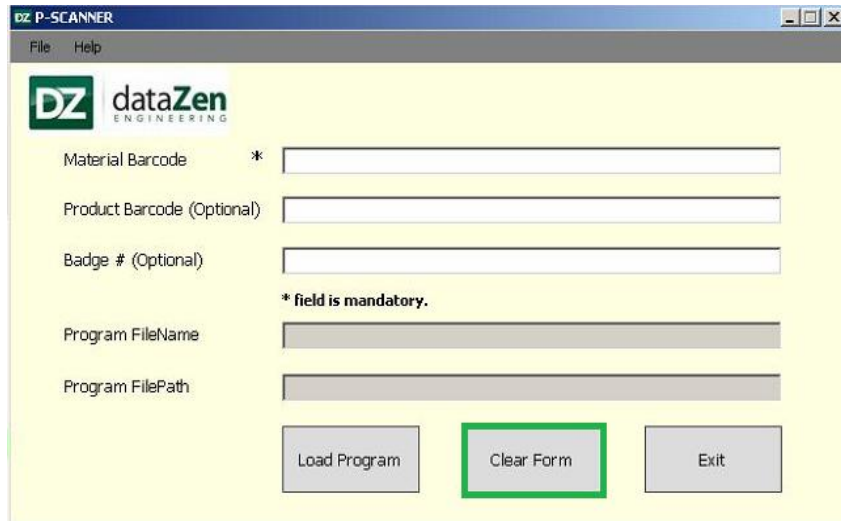 DZ P-SCANNER
File Help
DZ dataZen
ENGINEERING
Material Barcode *
Product Barcode (Optional)
Badge # (Optional)
* field is mandatory.
Program FileName
Program FilePath
Load Program Clear Form Exit